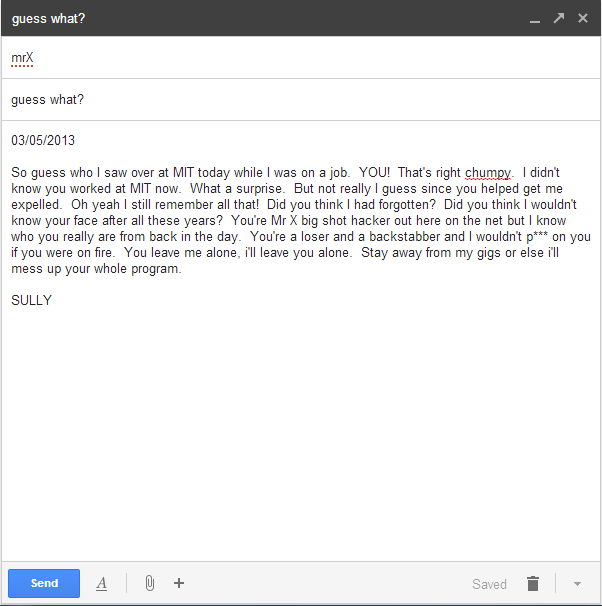 guess what?
mrX
guess what?
03/05/2013
So guess who I saw over at MIT today while I was on a job.  YOU!  That's right chumpy.  I didn't
know you worked at MIT now.  What a surprise.  But not really I guess since you helped get me
expelled.  Oh yeah I still remember all that!  Did you think I had forgotten?  Did you think I wouldn't
know your face after all these years?  You're Mr X big shot hacker out here on the net but I know
who you really are from back in the day.  You're a loser and a backstabber and I wouldn't p*** on you
if you were on fire.  You leave me alone, i'll leave you alone.  Stay away from my gigs or else i'll
mess up your whole program.
SULLY
Send A Saved